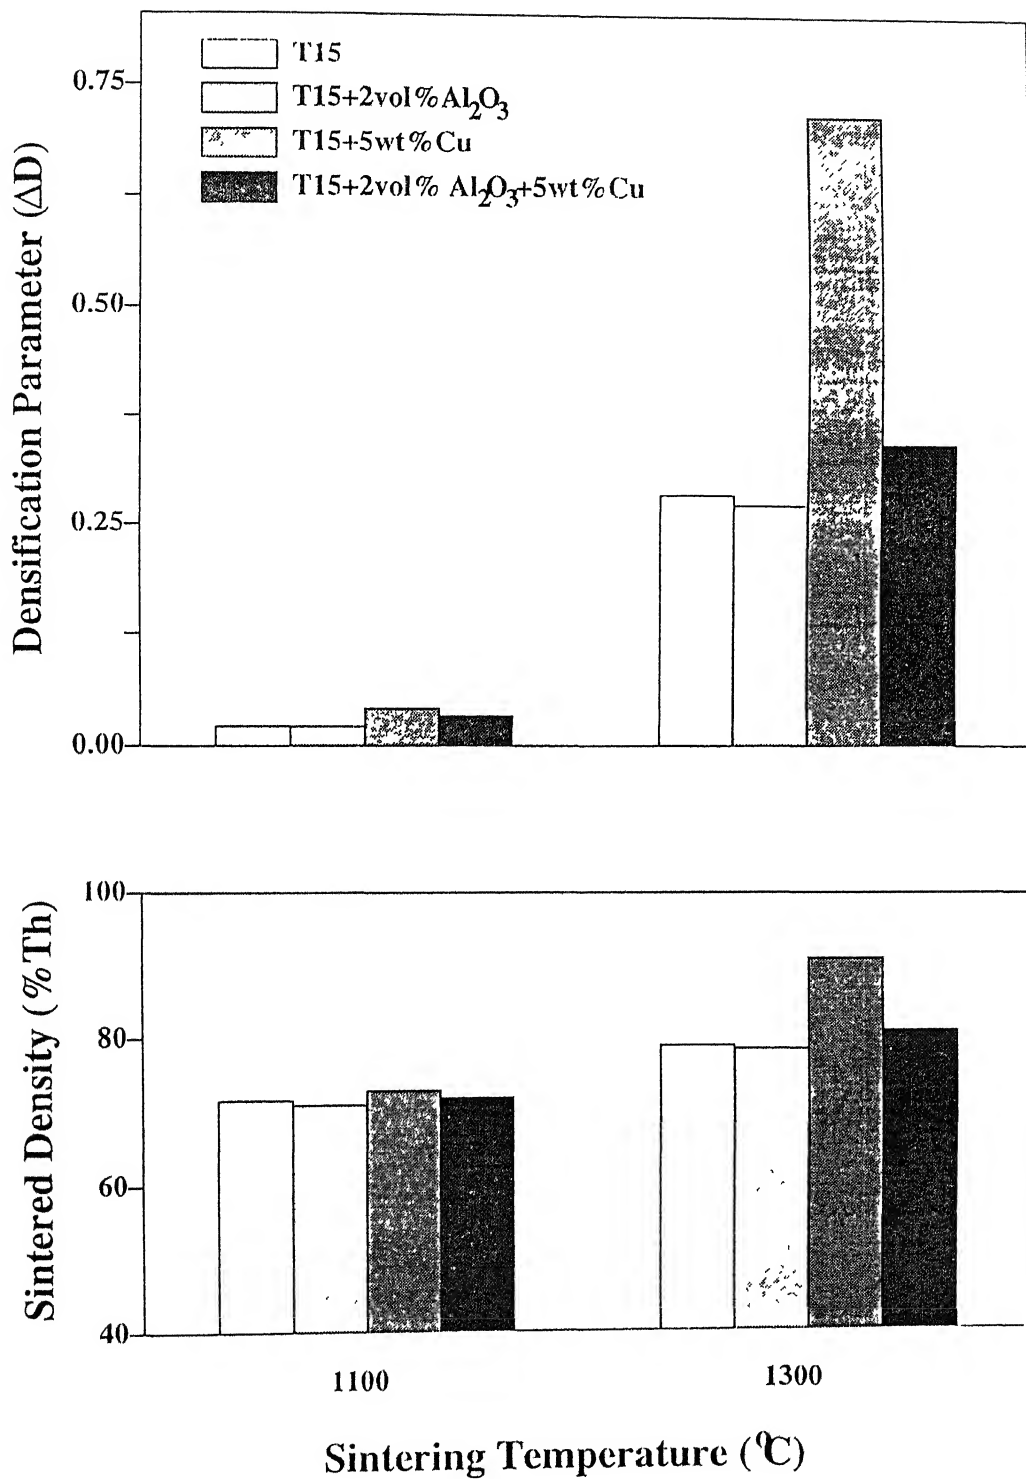 Densification Parameter (ΔD)
0.75
0.50
0.25
0.00
T15
T15+2vol%Al₂O₃
T15+5wt%Cu
T15+2vol% Al₂O₃+5wt%Cu
Sintered Density (%Th)
100
80
60
40
1100
1300
Sintering Temperature (⁰C)